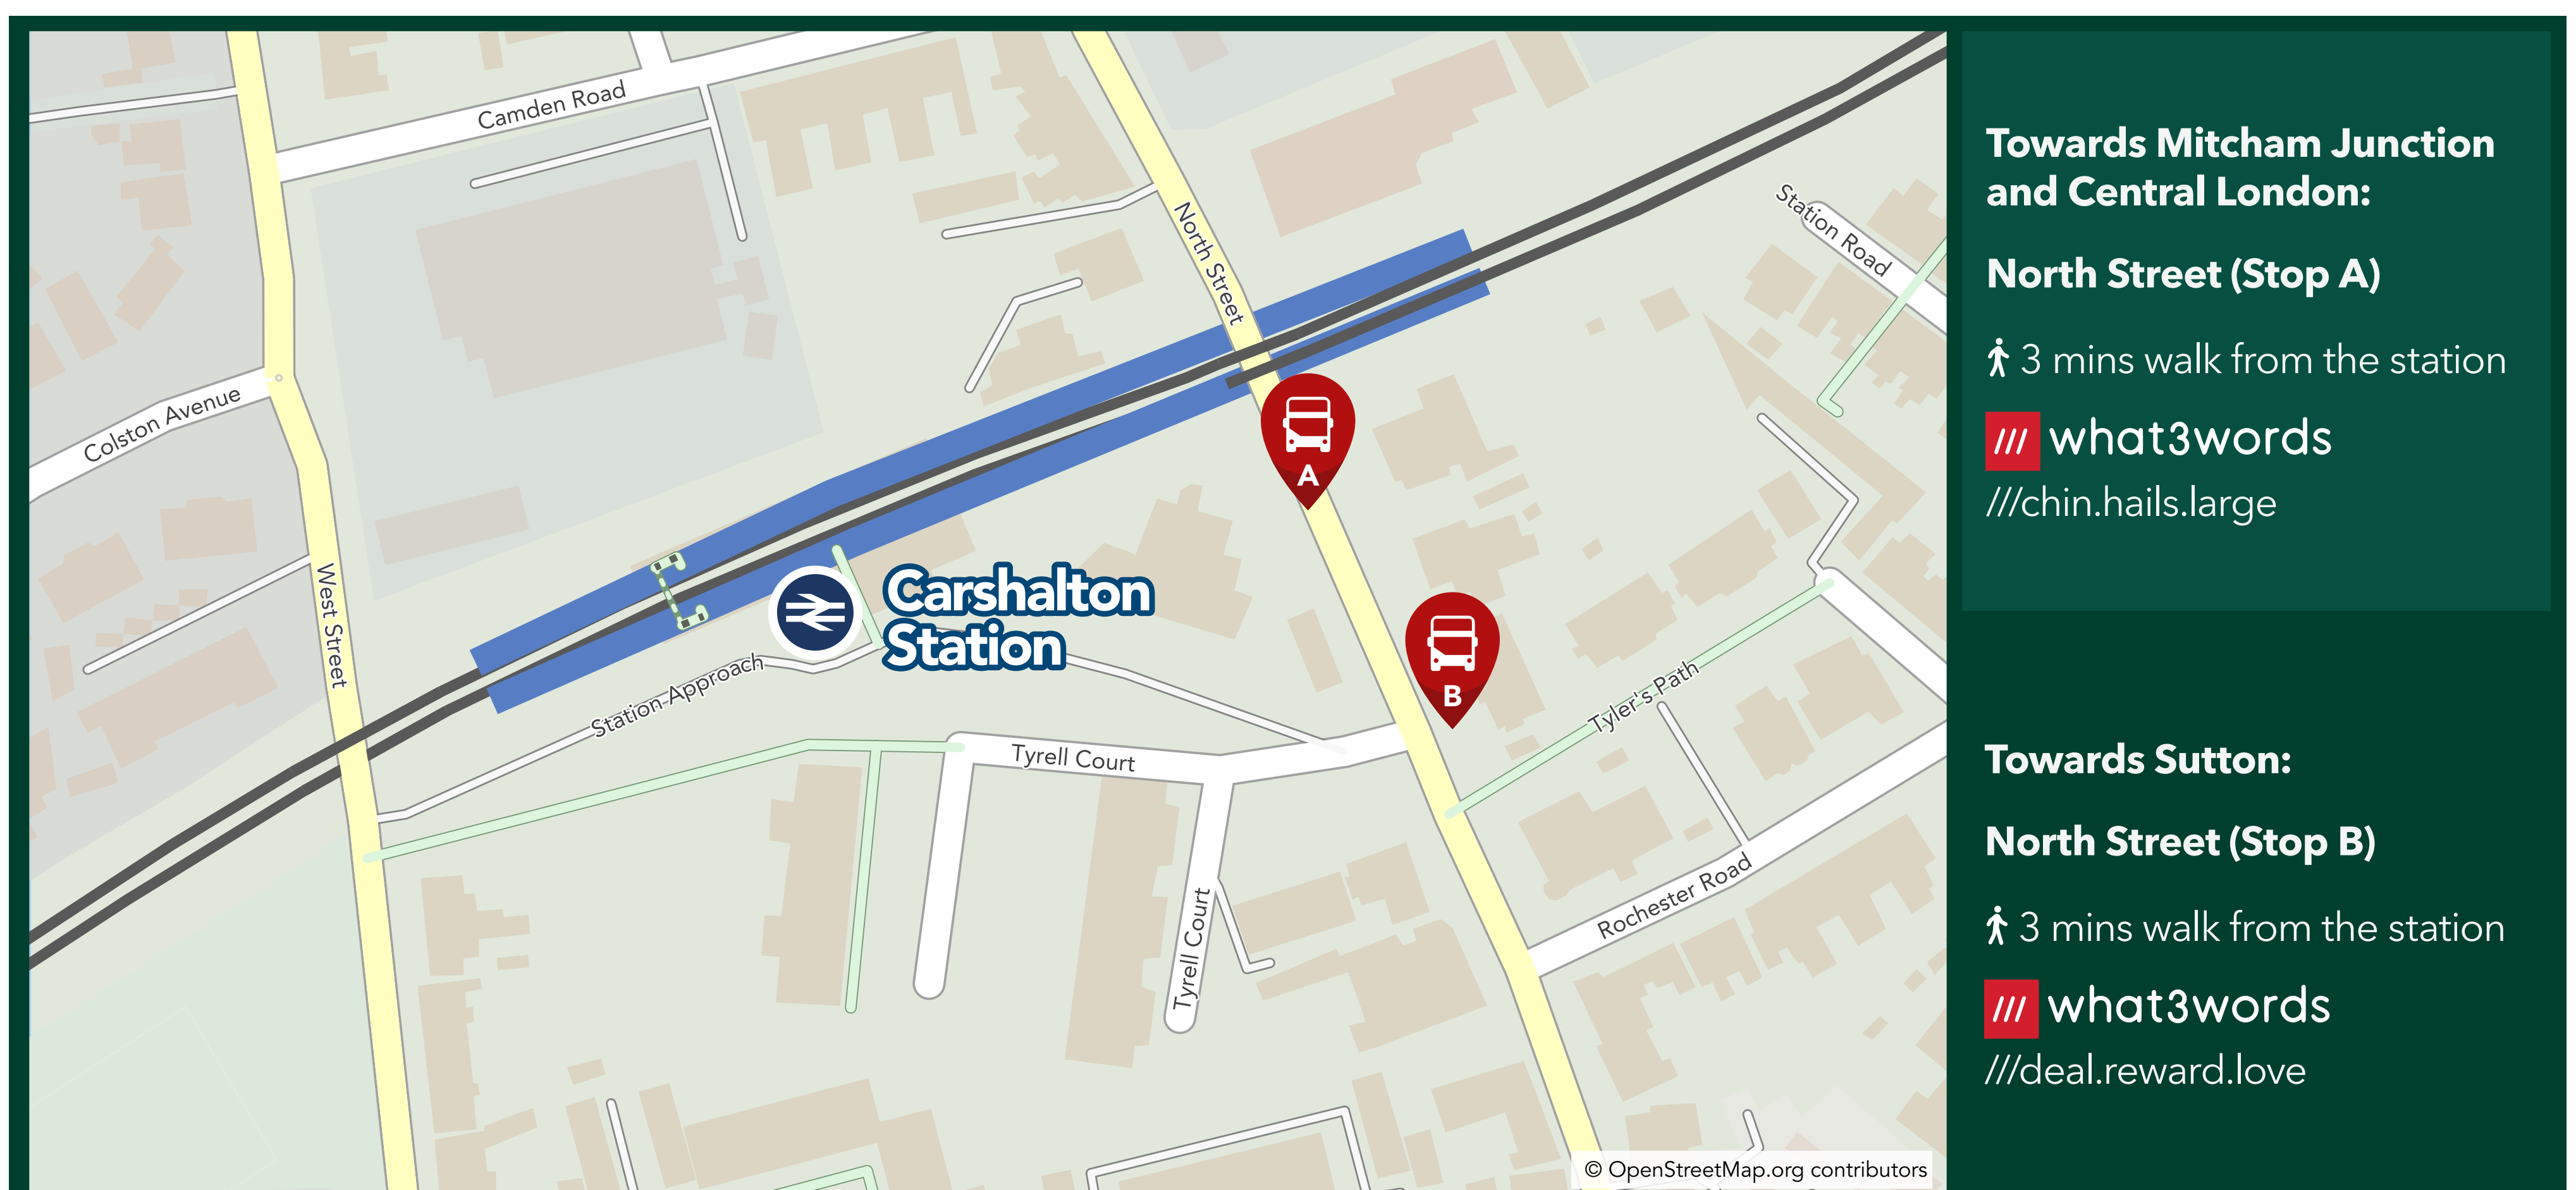 Camden Road
North Street
Station Road
Colston Avenue
A
West Street
Carshalton
Station
B
Station Approach
Tyler's Path
Tyrell Court
Tyrell Court
Rochester Road
© OpenStreetMap.org contributors
Towards Mitcham Junction
and Central London:
North Street (Stop A)
3 mins walk from the station
what3words
///chin.hails.large
Towards Sutton:
North Street (Stop B)
3 mins walk from the station
what3words
///deal.reward.love